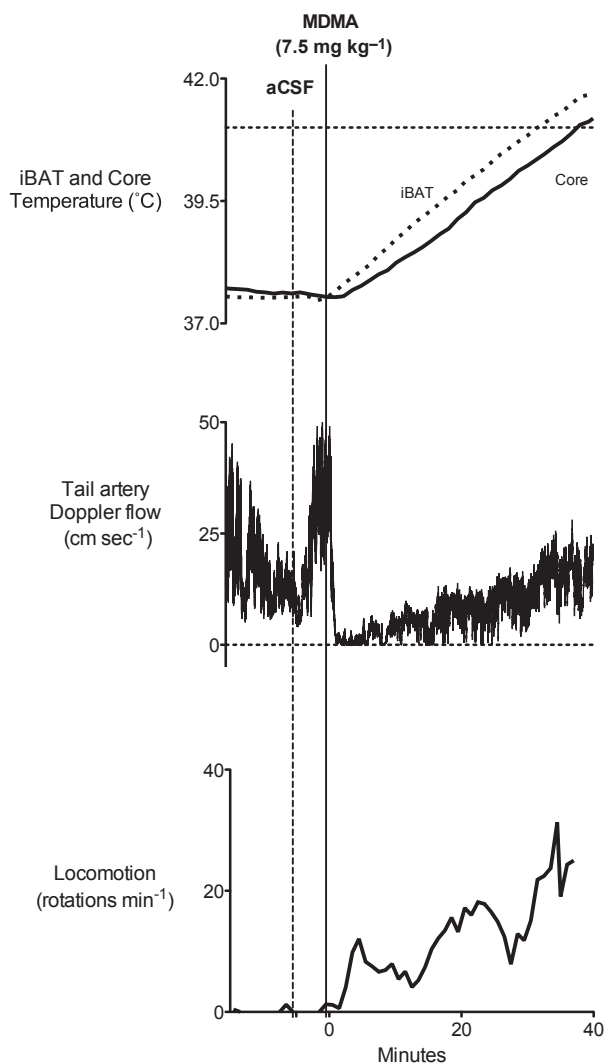 MDMA
(7.5 mg kg–1)
aCSF
42.0
39.5
37.0
iBAT and Core
Temperature (˚C)
iBAT
Core
50
25
0
Tail artery
Doppler flow
(cm sec-1)
40
20
0
Locomotion
(rotations min-1)
0 20 40
Minutes